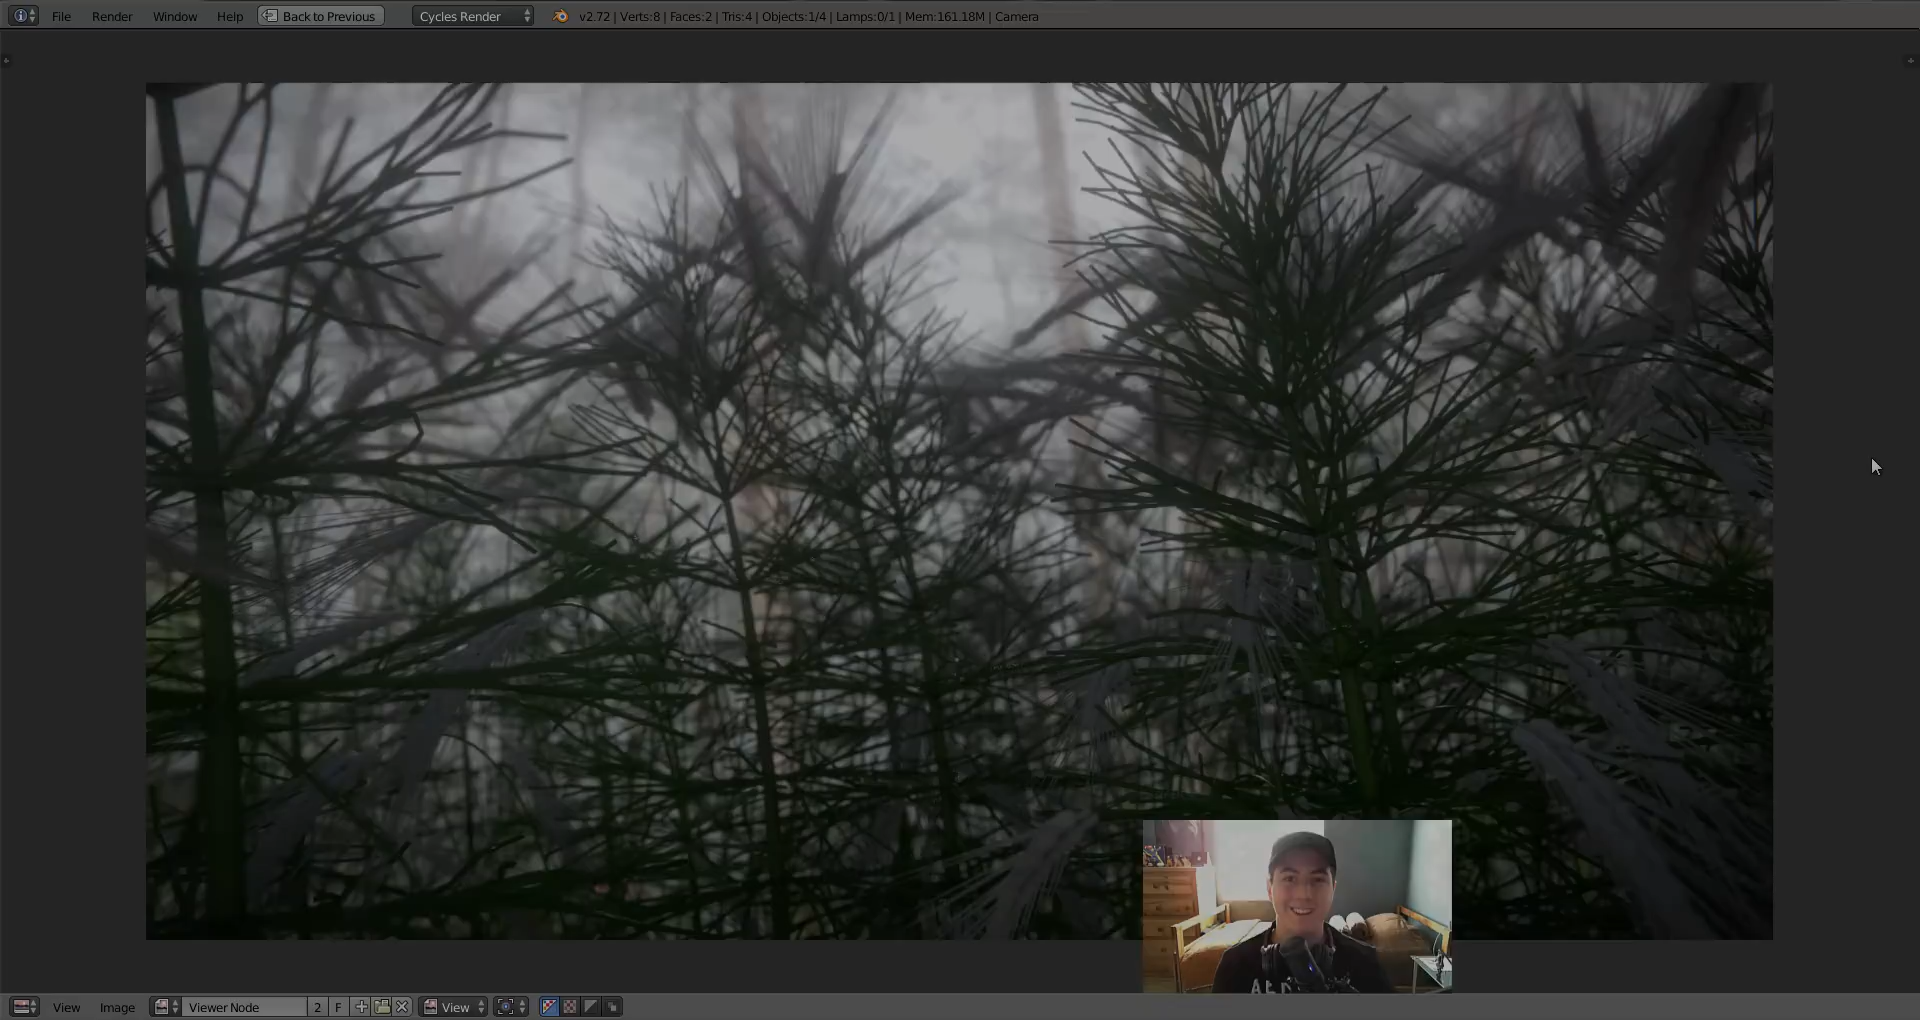 File Render Window Help Back to Previous Cycles Render v2.72 | Verts:8 | Faces:2 | Tris:4 | Objects:1/4 | Lamps:0/1 | Mem:161.18M | Camera
View Image Viewer Node 2 F View